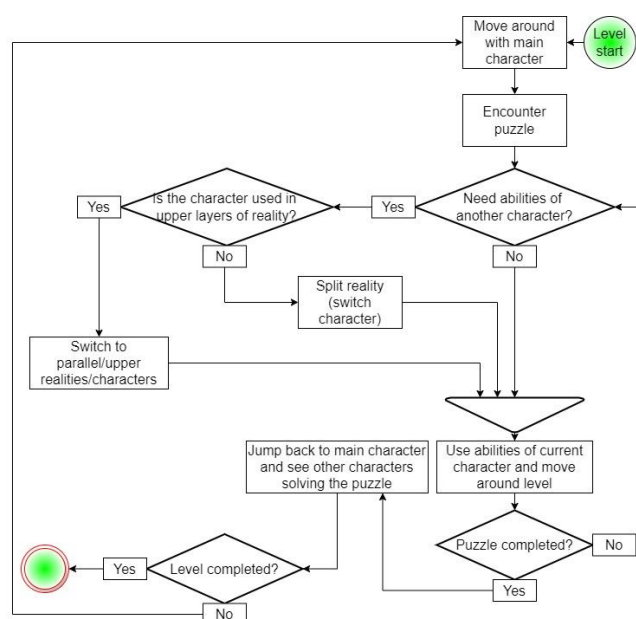 Move around
with main
character
Level
start
Encounter
puzzle
Need abilities of
another character?
Yes
No
Is the character used in
upper layers of reality?
Yes
No
Split reality
(switch
character)
Switch to
parallel/upper
realities/characters
Use abilities of current
character and move
around level
Puzzle completed?
No
Yes
Jump back to main character
and see other characters
solving the puzzle
Level completed?
Yes
No